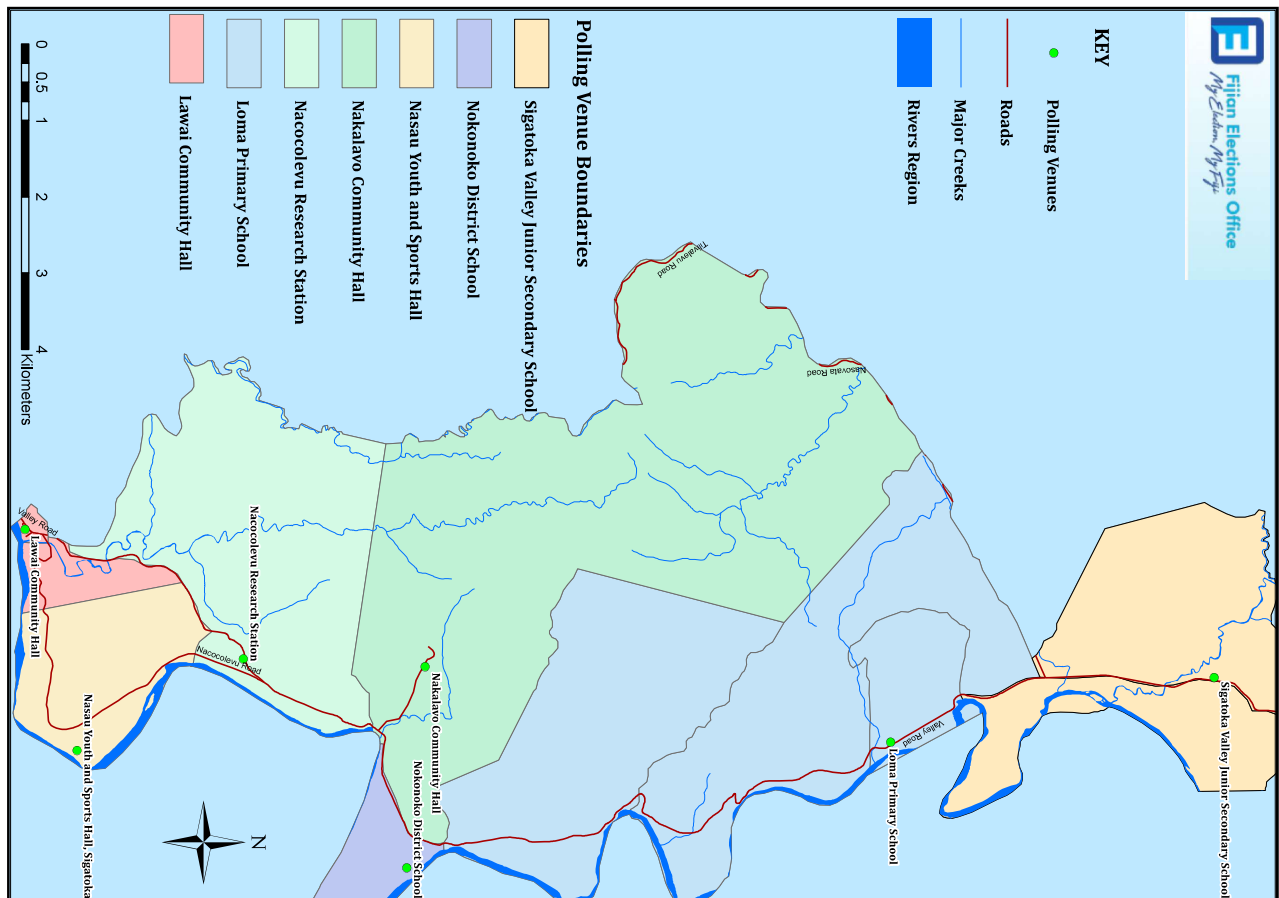 Fijian Elections Office
My Election, My Fiji
KEY
Polling Venues
Roads
Major Creeks
Rivers Region
Polling Venue Boundaries
Sigatoka Valley Junior Secondary School
Nokonoko District School
Nasau Youth and Sports Hall
Nakalavo Community Hall
Nacocolevu Research Station
Loma Primary School
Lawai Community Hall
0 0.5 1 2 3 4
Kilometers
Sigatoka Valley Junior Secondary School
Valley Road
Loma Primary School
Nasovata Road
Nakalavo Community Hall
Nokonoko District School
Nacocolevu Research Station
Nacocolevu Road
Nasau Youth and Sports Hall, Sigatoka
Valley Road
Lawai Community Hall
N